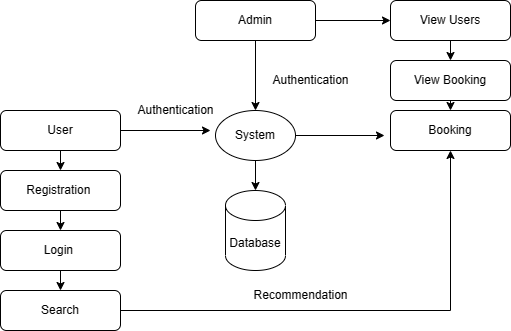 Admin
View Users
Authentication
View Booking
Authentication
User
System
Booking
Registration
Database
Login
Recommendation
Search